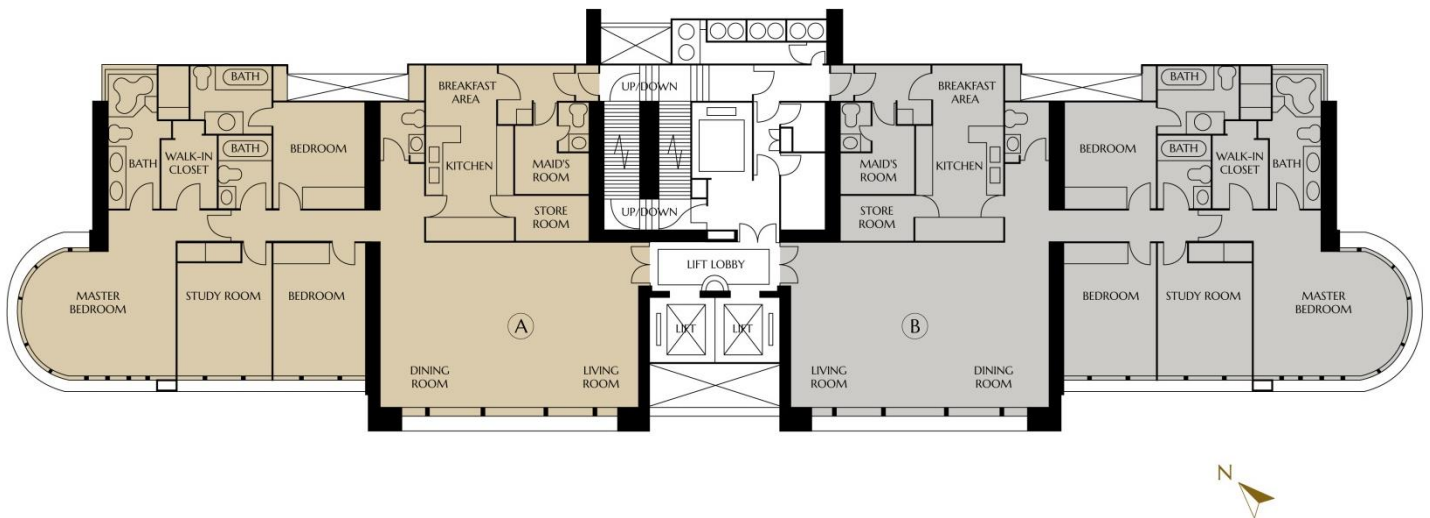 BATH
BREAKFAST
AREA
UP/DOWN
BEDROOM
BATH
BATH
WALK-IN
CLOSET
KITCHEN
MAID'S
ROOM
STORE
ROOM
UP/DOWN
MASTER
BEDROOM
STUDY ROOM
BEDROOM
A
DINING
ROOM
LIVING
ROOM
LIFT LOBBY
LIFT
LIFT
BREAKFAST
AREA
BATH
MAID'S
ROOM
KITCHEN
BEDROOM
BATH
WALK-IN
CLOSET
BATH
STORE
ROOM
BEDROOM
STUDY ROOM
MASTER
BEDROOM
B
LIVING
ROOM
DINING
ROOM
N